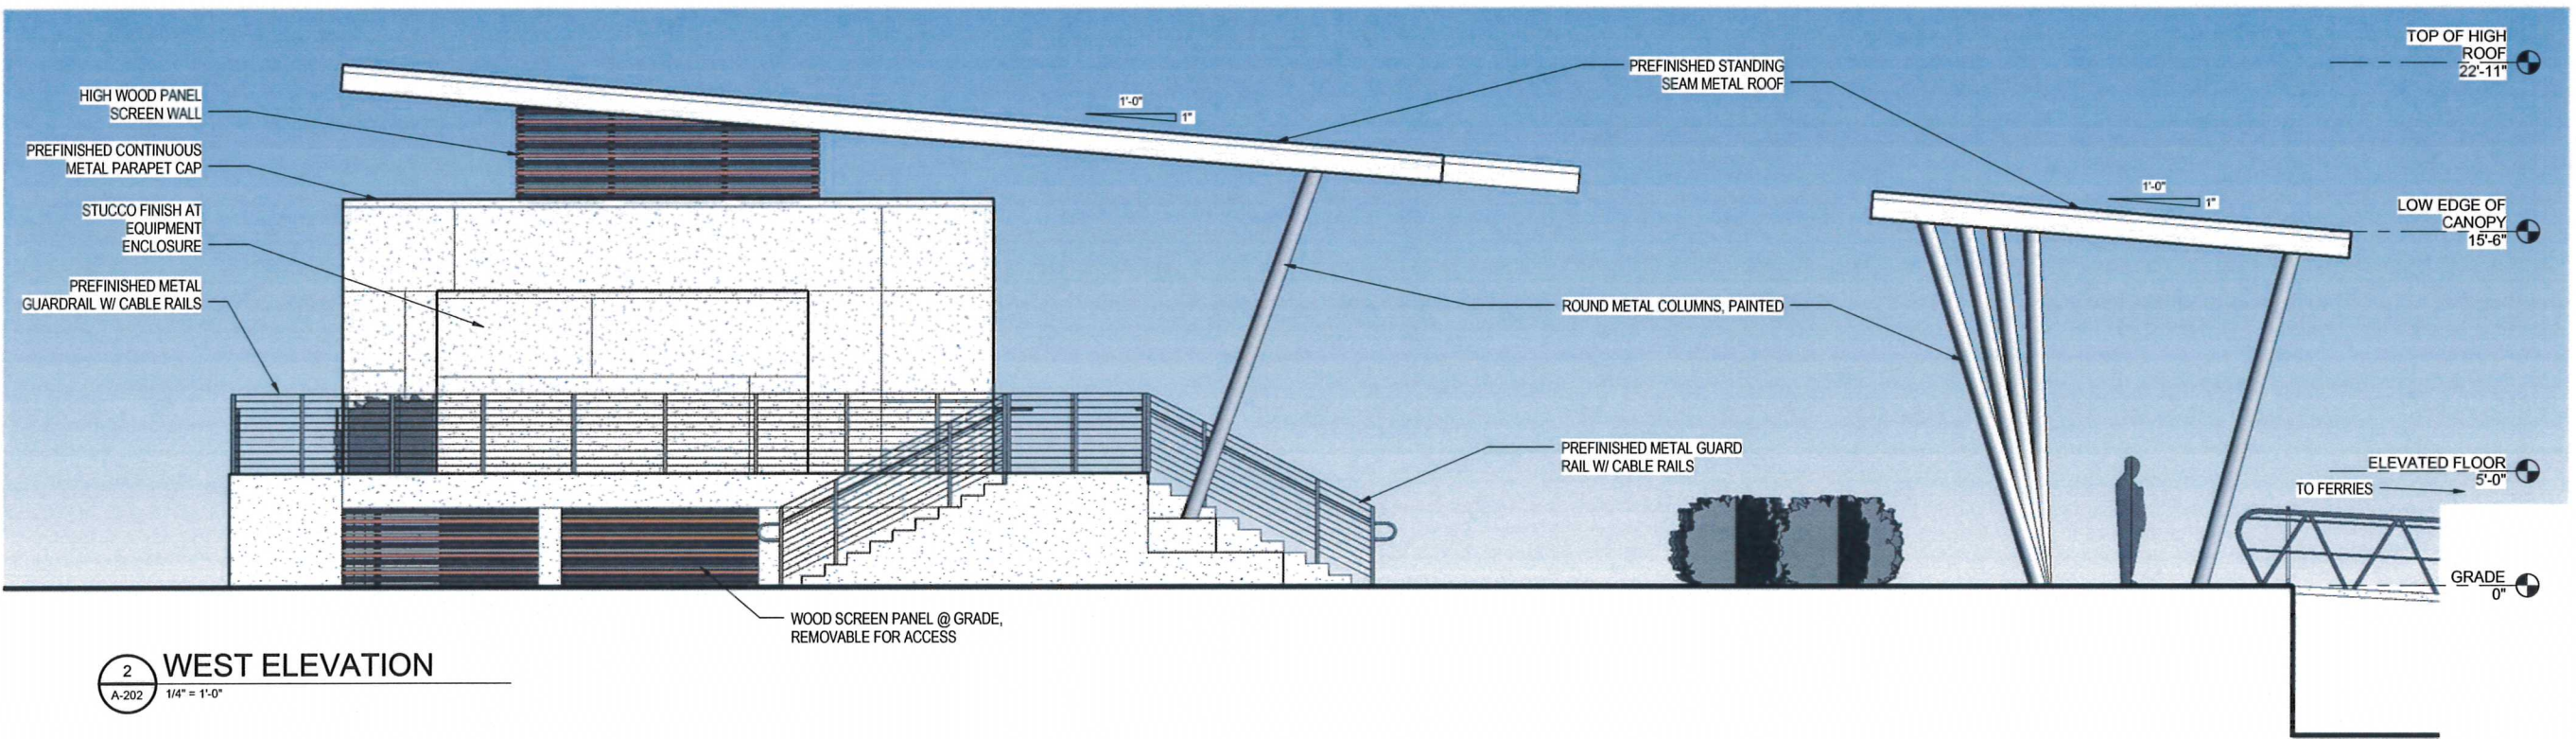 HIGH WOOD PANEL
SCREEN WALL
PREFINISHED CONTINUOUS
METAL PARAPET CAP
STUCCO FINISH AT
EQUIPMENT
ENCLOSURE
PREFINISHED METAL
GUARDRAIL W/ CABLE RAILS
1'-0"
1"
PREFINISHED STANDING
SEAM METAL ROOF
ROUND METAL COLUMNS, PAINTED
PREFINISHED METAL GUARD
RAIL W/ CABLE RAILS
1'-0"
1"
TOP OF HIGH
ROOF
22'-11"
LOW EDGE OF
CANOPY
15'-6"
ELEVATED FLOOR
5'-0"
TO FERRIES
GRADE
0"
WOOD SCREEN PANEL @ GRADE,
REMOVABLE FOR ACCESS
2
A-202
WEST ELEVATION
1/4" = 1'-0"